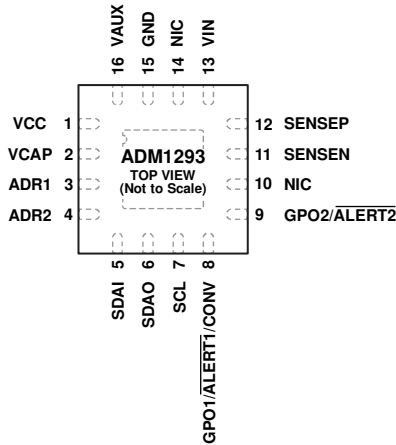 16 VAUX
15 GND
14 NIC
13 VIN
VCC 1
VCAP 2
ADR1 3
ADR2 4
ADM1293
TOP VIEW
(Not to Scale)
12 SENSEP
11 SENSEN
10 NIC
9 GPO2/ALERT2
SDAI 5
SDAO 6
SCL 7
GPO1/ALERT1/CONV 8